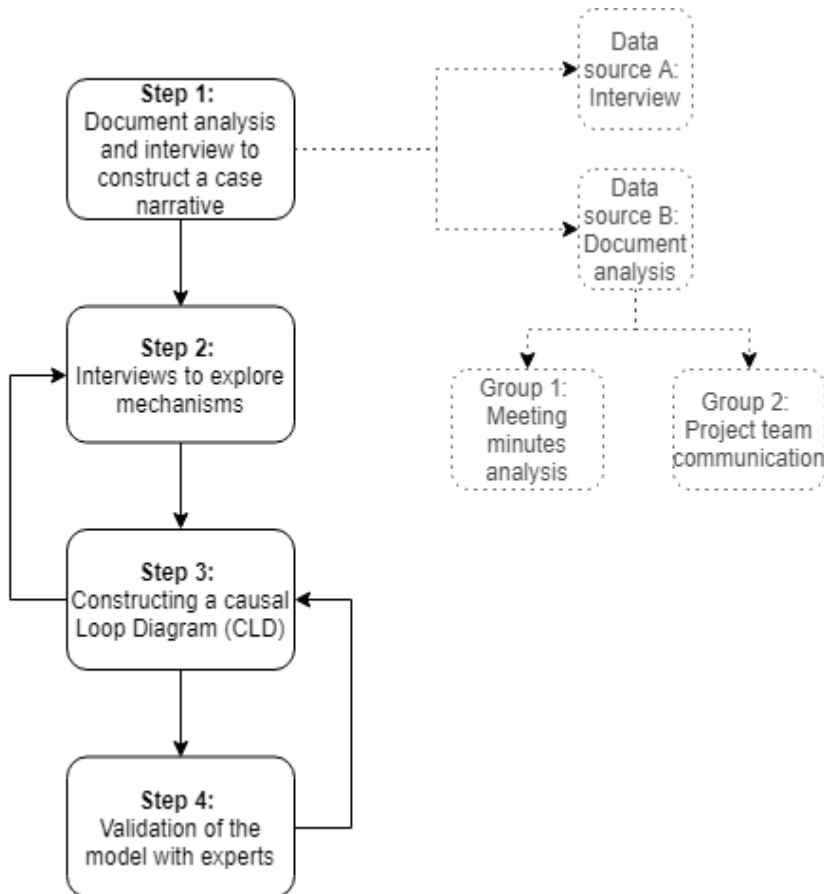 Step 1:
Document analysis
and interview to
construct a case
narrative
Data
source A:
Interview
Data
source B:
Document
analysis
Step 2:
Interviews to explore
mechanisms
Group 1:
Meeting
minutes
analysis
Group 2:
Project team
communication
Step 3:
Constructing a causal
Loop Diagram (CLD)
Step 4:
Validation of the
model with experts